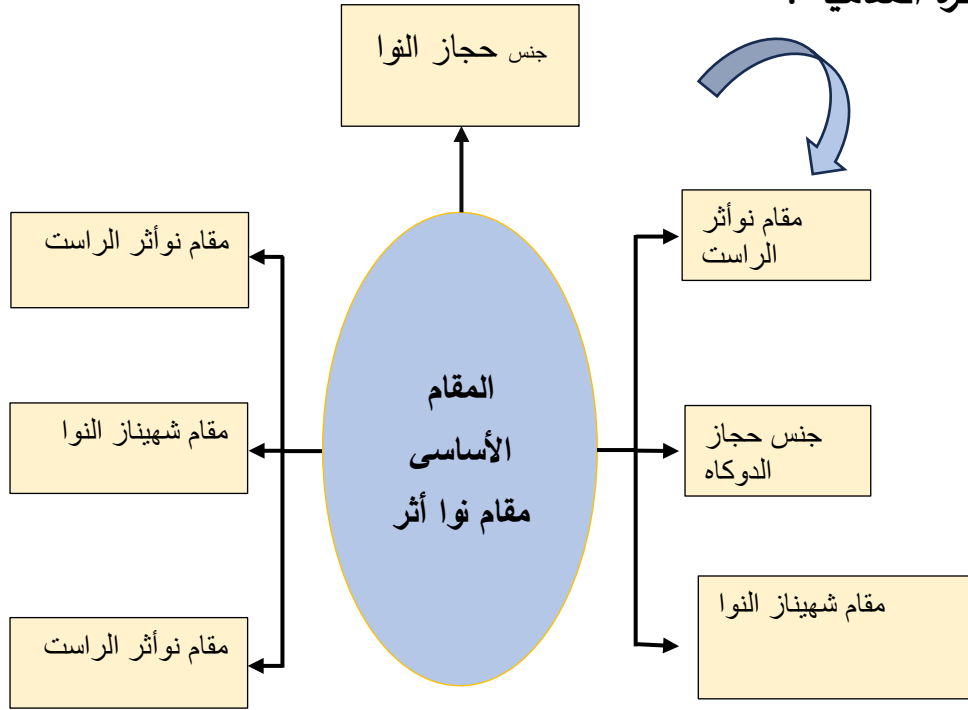 جنس حجاز النوا
مقام نوأثر
الراست
جنس حجاز
الدوكاه
مقام شهيناز النوا
المقام
الأساسى
مقام نوا أثر
مقام نوأثر الراست
مقام شهيناز النوا
مقام نوأثر الراست